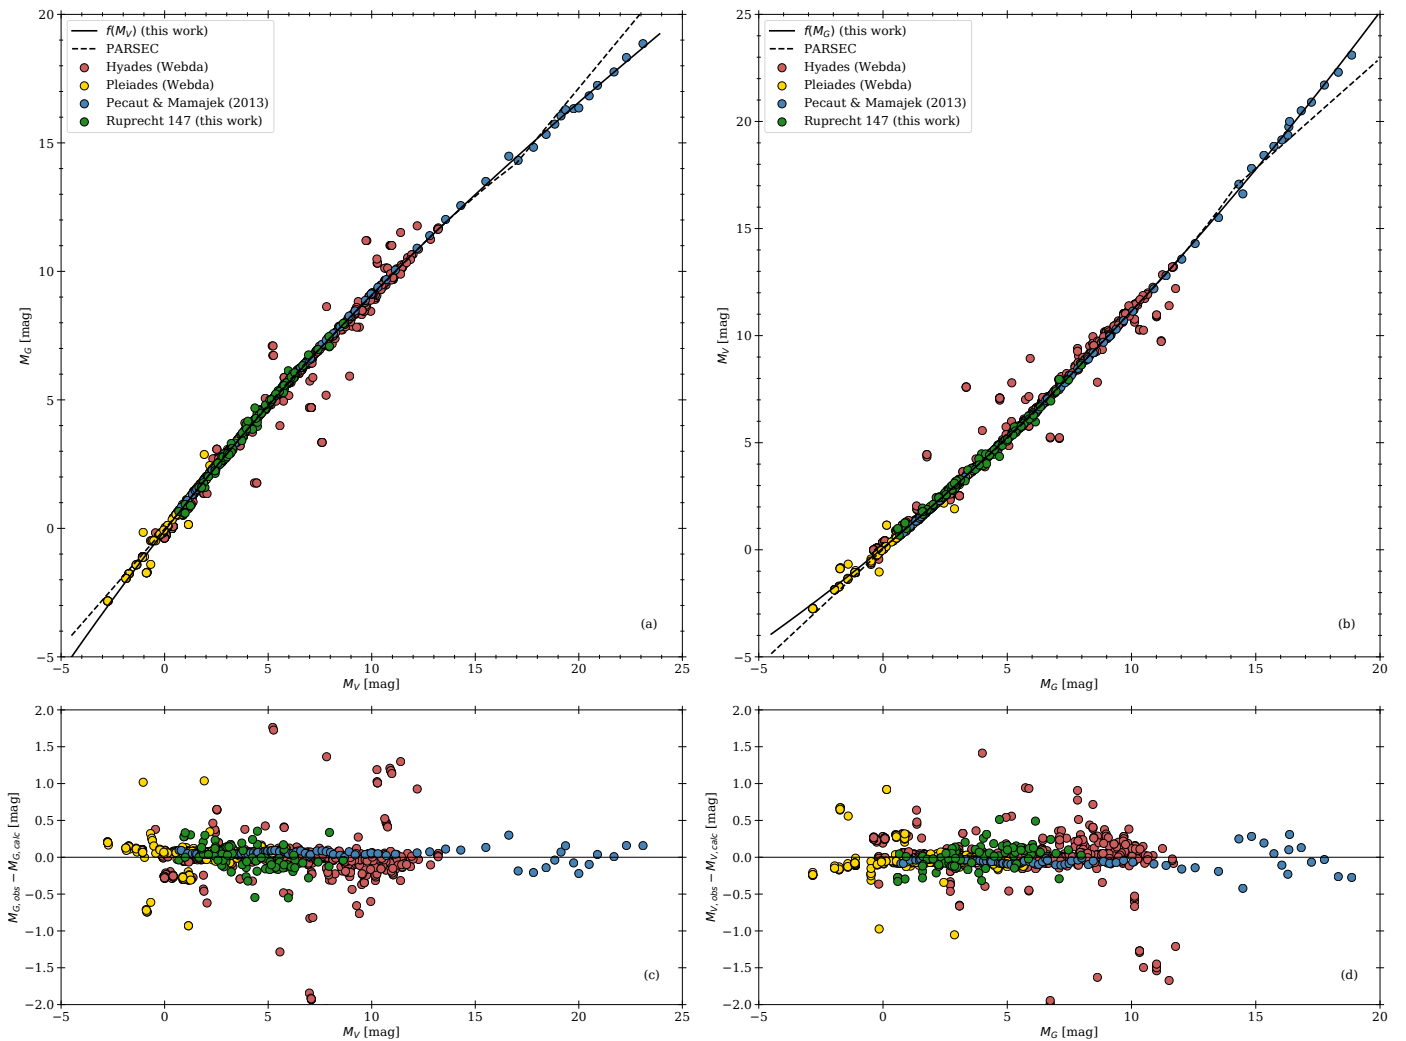 20
15
10
5
0
−5
M_G [mag]
f(M_V) (this work)
PARSEC
Hyades (Webda)
Pleiades (Webda)
Pecaut & Mamajek (2013)
Ruprecht 147 (this work)
(a)
−5 0 5 10 15 20 25
M_V [mag]
25
20
15
10
5
0
−5
M_V [mag]
f(M_G) (this work)
PARSEC
Hyades (Webda)
Pleiades (Webda)
Pecaut & Mamajek (2013)
Ruprecht 147 (this work)
(b)
−5 0 5 10 15 20
M_G [mag]
2.0
1.5
1.0
0.5
0.0
−0.5
−1.0
−1.5
−2.0
M_{G, obs} − M_{G, calc} [mag]
(c)
−5 0 5 10 15 20 25
M_V [mag]
2.0
1.5
1.0
0.5
0.0
−0.5
−1.0
−1.5
−2.0
M_{V, obs} − M_{V, calc} [mag]
(d)
−5 0 5 10 15 20
M_G [mag]